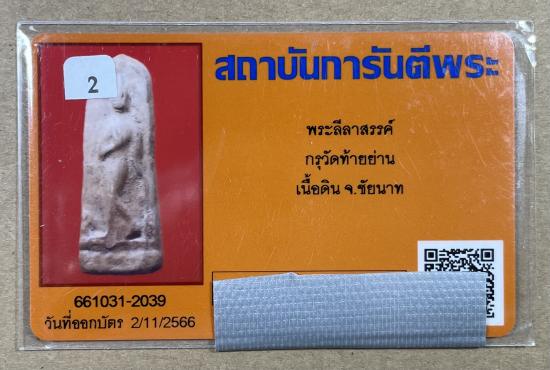 สถาบันการันตีพระ
2
พระลีลาสรรค์
กรุวัดท้ายย่าน
เนื้อดิน จ.ชัยนาท
661031-2039
วันที่ออกบัตร 2/11/2566